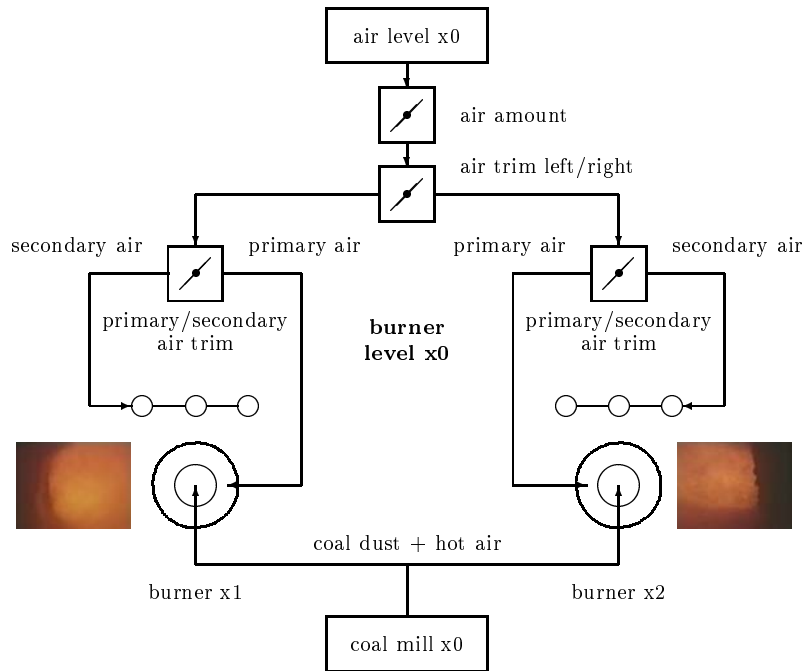 air level x0
air amount
air trim left/right
secondary air
primary air
primary air
secondary air
primary/secondary
air trim
burner
level x0
primary/secondary
air trim
coal dust + hot air
burner x1
burner x2
coal mill x0